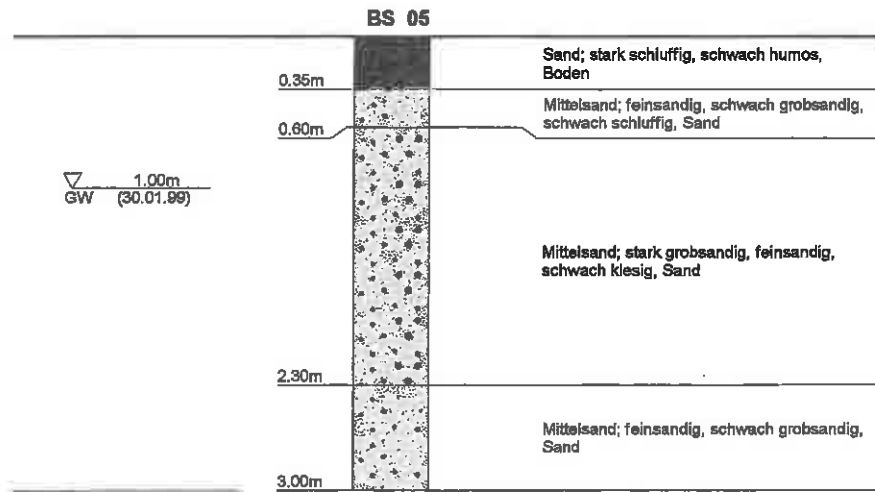 BS 05
Sand; stark schluffig, schwach humos,
Boden
0.35m
Mittelsand; feinsandig, schwach grobsandig,
schwach schluffig, Sand
0.60m
1.00m
GW (30.01.99)
Mittelsand; stark grobsandig, feinsandig,
schwach kiesig, Sand
2.30m
Mittelsand; feinsandig, schwach grobsandig,
Sand
3.00m